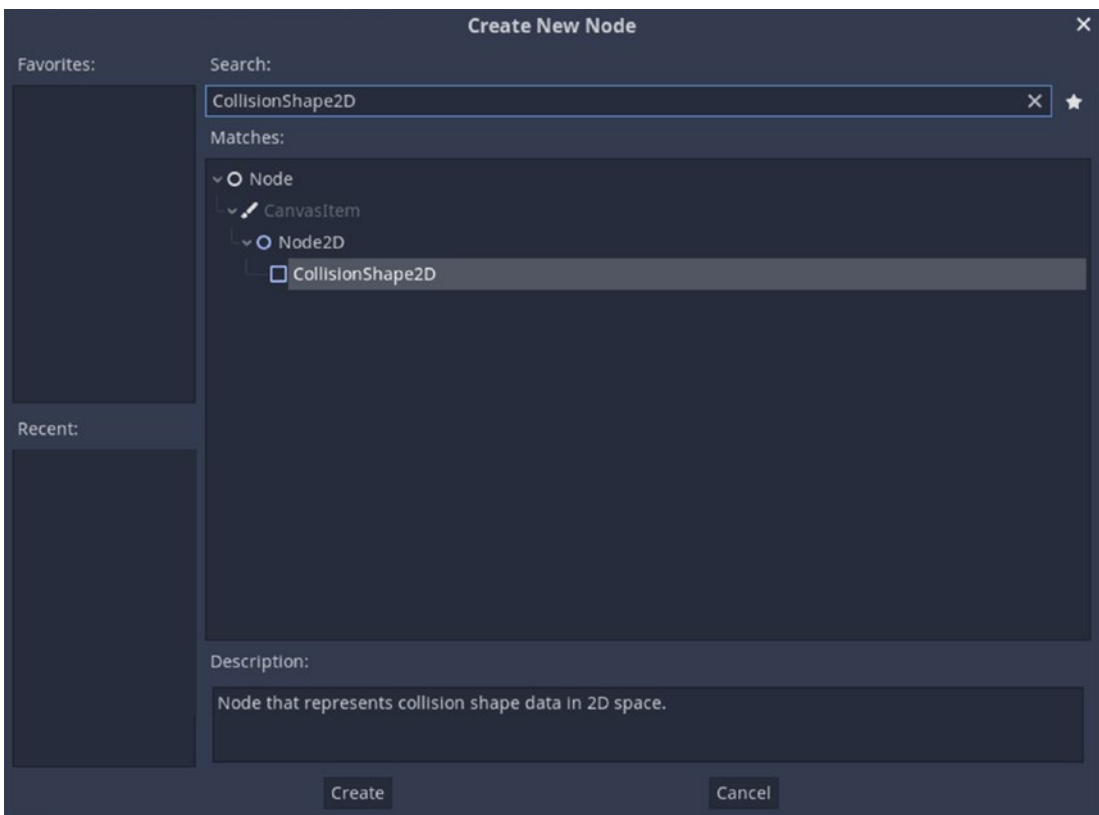 Create New Node
Favorites:
Search:
CollisionShape2D
Matches:
Node
CanvasItem
Node2D
CollisionShape2D
Recent:
Description:
Node that represents collision shape data in 2D space.
Create
Cancel